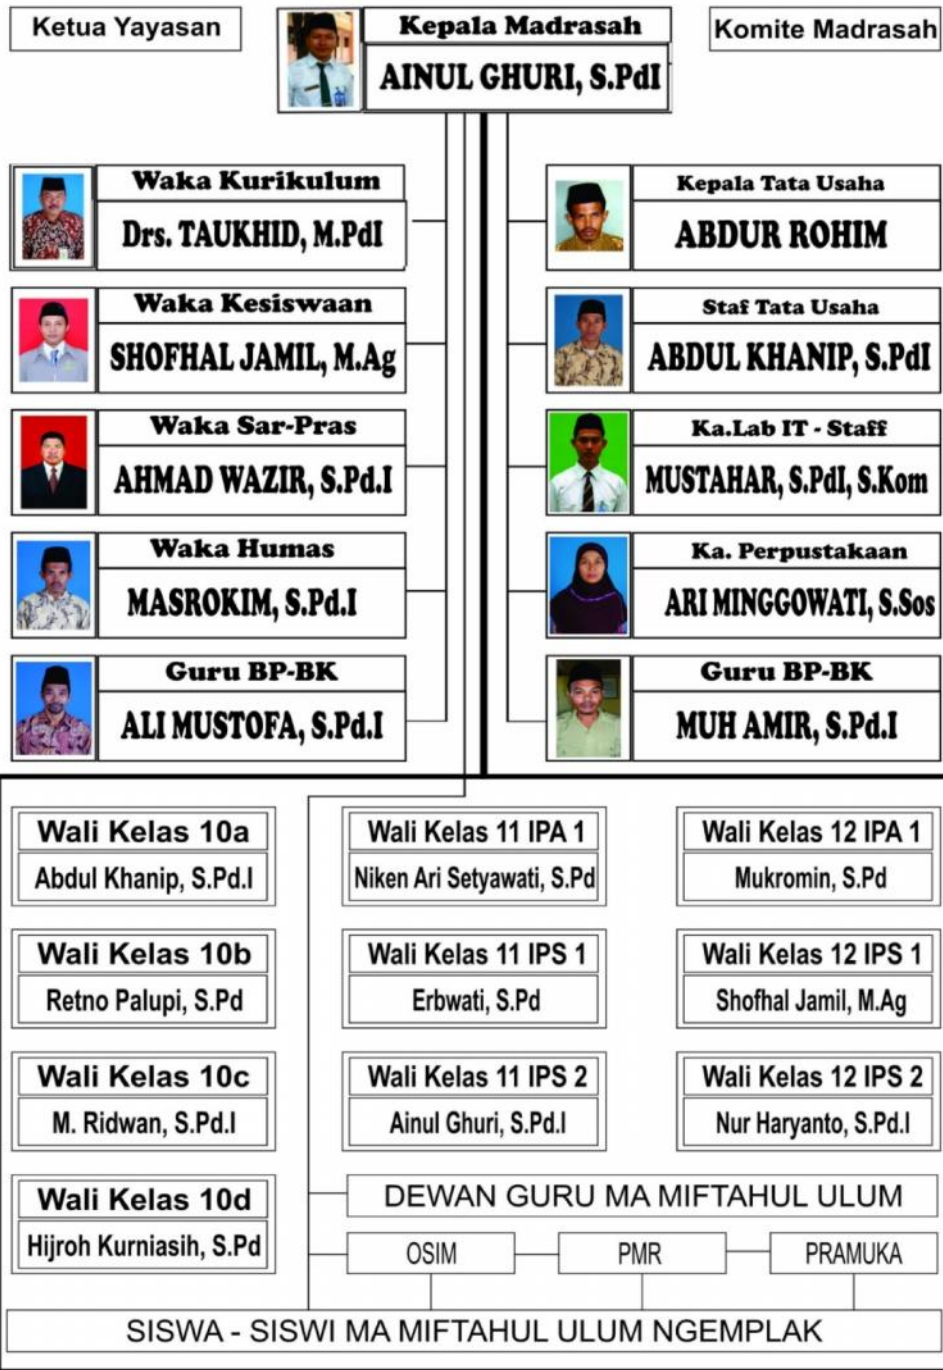 Ketua Yayasan
Kepala Madrasah
AINUL GHURI, S.PdI
Komite Madrasah
Waka Kurikulum
Drs. TAUKHID, M.PdI
Kepala Tata Usaha
ABDUR ROHIM
Waka Kesiswaan
SHOFHAL JAMIL, M.Ag
Staf Tata Usaha
ABDUL KHANIP, S.PdI
Waka Sar-Pras
AHMAD WAZIR, S.Pd.I
Ka.Lab IT - Staff
MUSTAHAR, S.PdI, S.Kom
Waka Humas
MASROKIM, S.Pd.I
Ka. Perpustakaan
ARI MINGGOWATI, S.Sos
Guru BP-BK
ALI MUSTOFA, S.Pd.I
Guru BP-BK
MUH AMIR, S.Pd.I
Wali Kelas 10a
Abdul Khanip, S.Pd.I
Wali Kelas 11 IPA 1
Niken Ari Setyawati, S.Pd
Wali Kelas 12 IPA 1
Mukromin, S.Pd
Wali Kelas 10b
Retno Palupi, S.Pd
Wali Kelas 11 IPS 1
Erbwati, S.Pd
Wali Kelas 12 IPS 1
Shofhal Jamil, M.Ag
Wali Kelas 10c
M. Ridwan, S.Pd.I
Wali Kelas 11 IPS 2
Ainul Ghuri, S.Pd.I
Wali Kelas 12 IPS 2
Nur Haryanto, S.Pd.I
Wali Kelas 10d
Hijroh Kurniasih, S.Pd
DEWAN GURU MA MIFTAHUL ULUM
OSIM
PMR
PRAMUKA
SISWA - SISWI MA MIFTAHUL ULUM NGEMPLAK